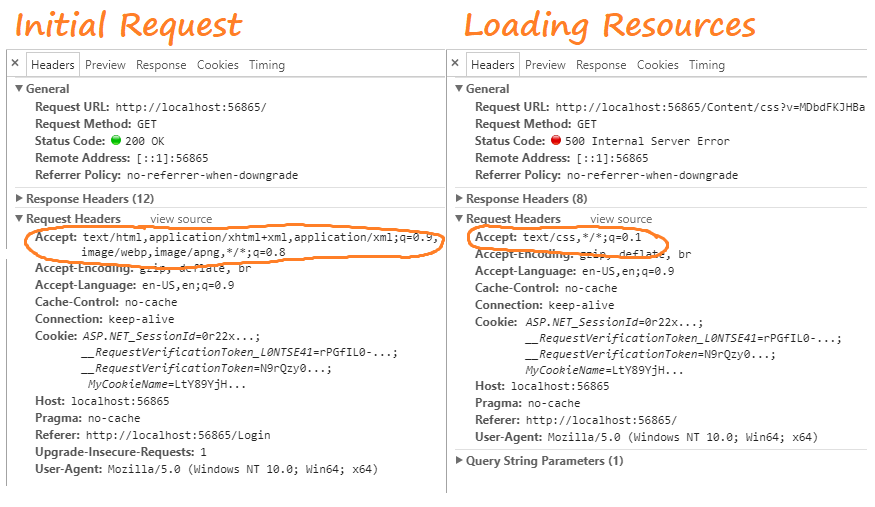 Initial Request
× Headers Preview Response Cookies Timing
▼ General
Request URL: http://localhost:56865/
Request Method: GET
Status Code: 200 OK
Remote Address: [::1]:56865
Referrer Policy: no-referrer-when-downgrade
▶ Response Headers (12)
▼ Request Headers view source
Accept: text/html,application/xhtml+xml,application/xml;q=0.9,
image/webp,image/apng,*/*;q=0.8
Accept-Encoding: gzip, deflate, br
Accept-Language: en-US,en;q=0.9
Cache-Control: no-cache
Connection: keep-alive
Cookie: ASP.NET_SessionId=0r22x...;
__RequestVerificationToken_L0NTSE41=rPGfIL0-...;
__RequestVerificationToken=N9rQzy0...;
MyCookieName=LtY89YjH...
Host: localhost:56865
Pragma: no-cache
Referer: http://localhost:56865/Login
Upgrade-Insecure-Requests: 1
User-Agent: Mozilla/5.0 (Windows NT 10.0; Win64; x64)
Loading Resources
× Headers Preview Response Cookies Timing
▼ General
Request URL: http://localhost:56865/Content/css?v=MDbdFKJHBa
Request Method: GET
Status Code: 500 Internal Server Error
Remote Address: [::1]:56865
Referrer Policy: no-referrer-when-downgrade
▶ Response Headers (8)
▼ Request Headers view source
Accept: text/css,*/*;q=0.1
Accept-Encoding: gzip, deflate, br
Accept-Language: en-US,en;q=0.9
Cache-Control: no-cache
Connection: keep-alive
Cookie: ASP.NET_SessionId=0r22x...;
__RequestVerificationToken_L0NTSE41=rPGfIL0-...;
__RequestVerificationToken=N9rQzy0...;
MyCookieName=LtY89YjH...
Host: localhost:56865
Pragma: no-cache
Referer: http://localhost:56865/
User-Agent: Mozilla/5.0 (Windows NT 10.0; Win64; x64)
▶ Query String Parameters (1)